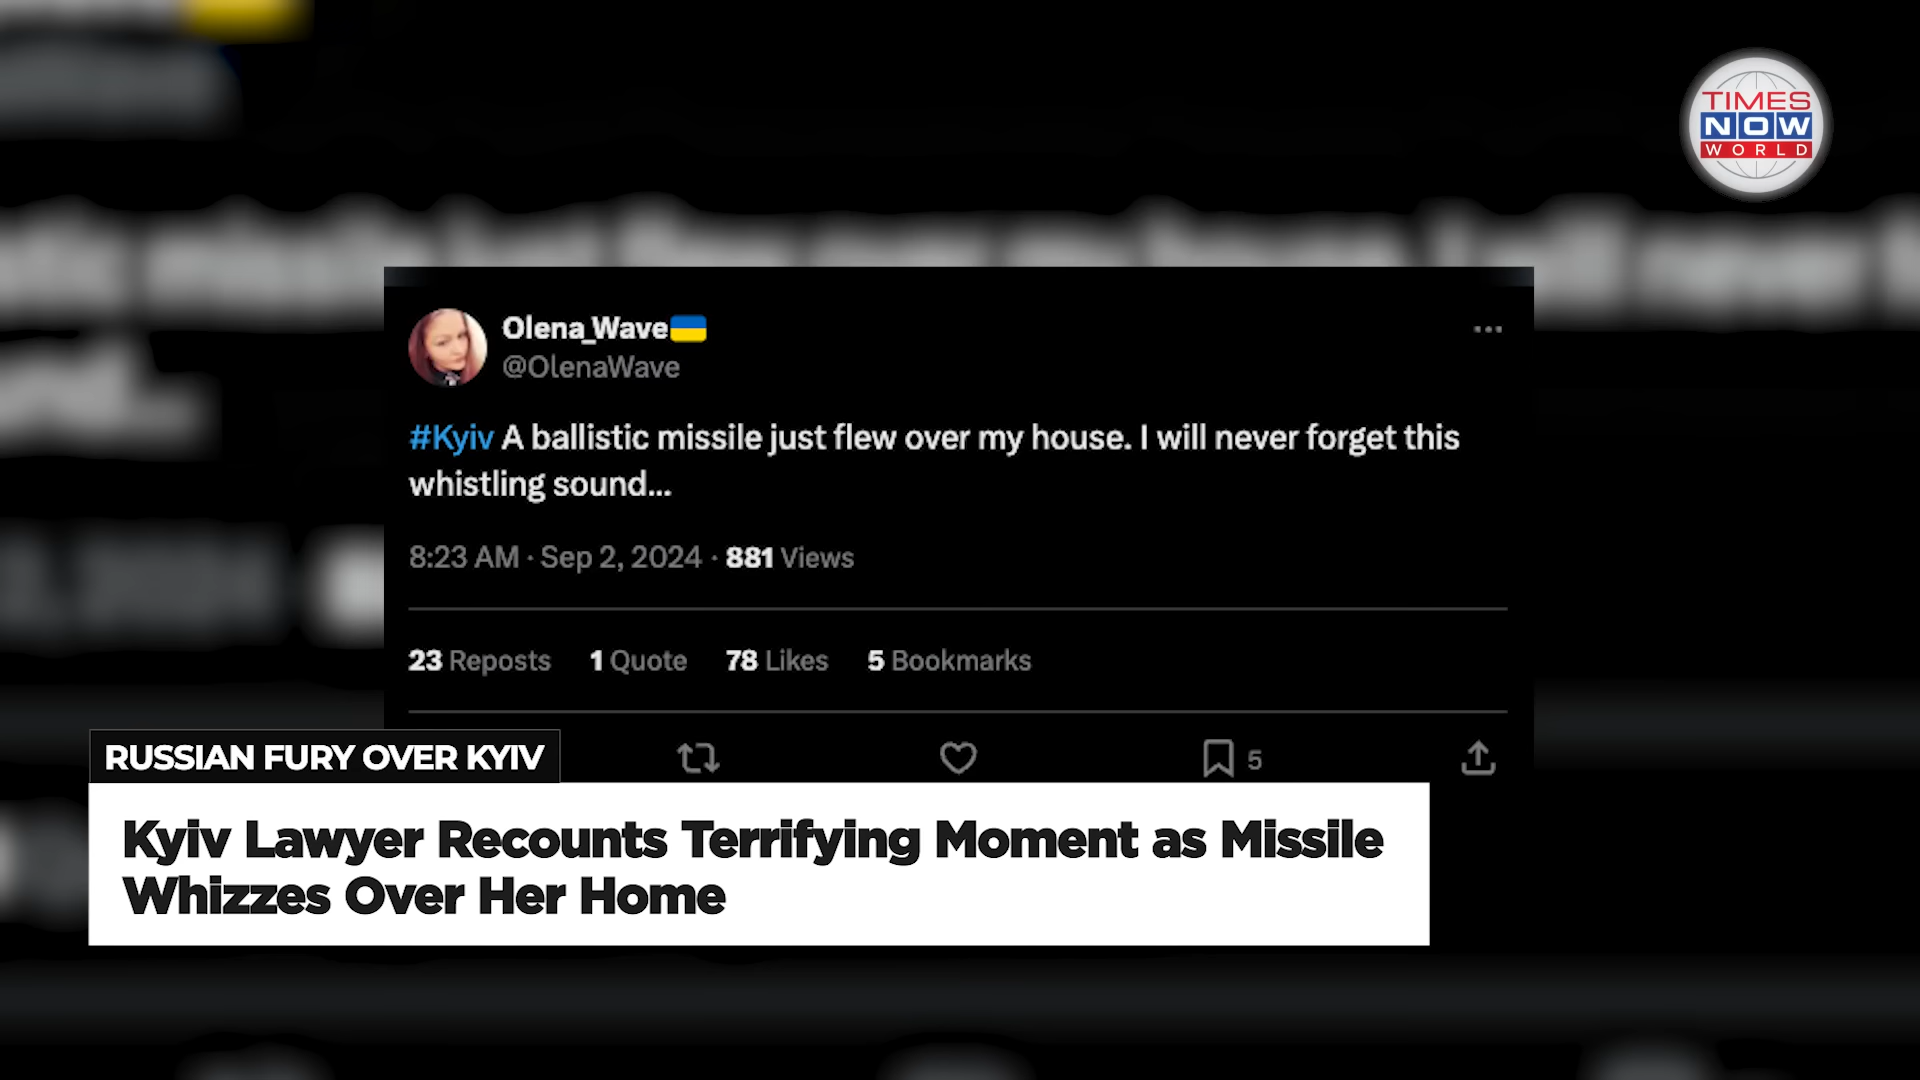 TIMES
NOW
WORLD
Olena_Wave🇺🇦
@OlenaWave
#Kyiv A ballistic missile just flew over my house. I will never forget this
whistling sound...
8:23 AM · Sep 2, 2024 · 881 Views
23 Reposts 1 Quote 78 Likes 5 Bookmarks
5
RUSSIAN FURY OVER KYIV
Kyiv Lawyer Recounts Terrifying Moment as Missile
Whizzes Over Her Home